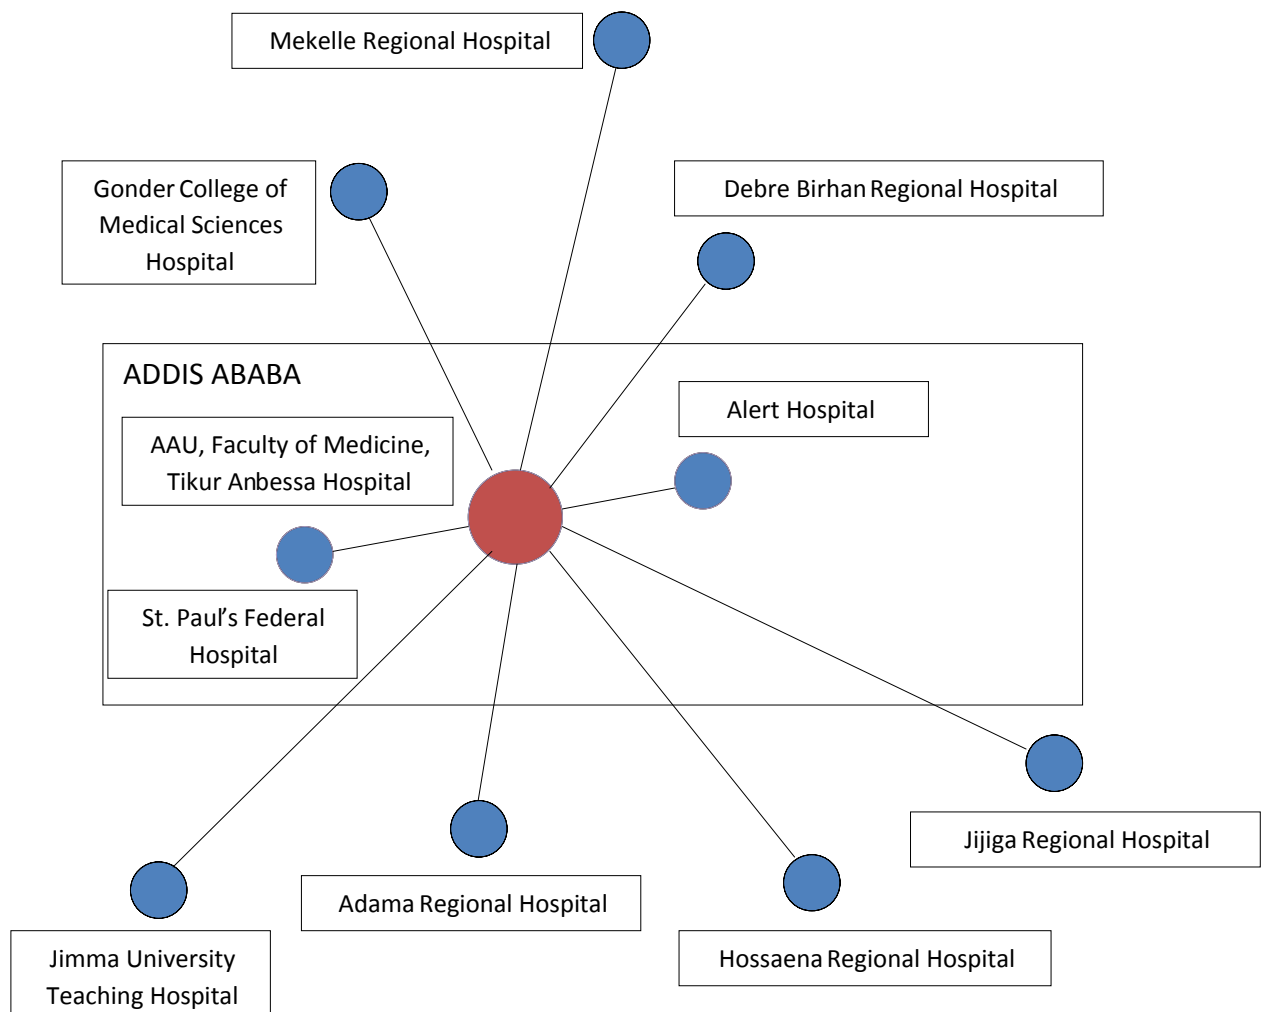 Mekelle Regional Hospital
Gonder College of
Medical Sciences
Hospital
Debre Birhan Regional Hospital
ADDIS ABABA
Alert Hospital
AAU, Faculty of Medicine,
Tikur Anbessa Hospital
St. Paul’s Federal
Hospital
Jijiga Regional Hospital
Adama Regional Hospital
Hossaena Regional Hospital
Jimma University
Teaching Hospital